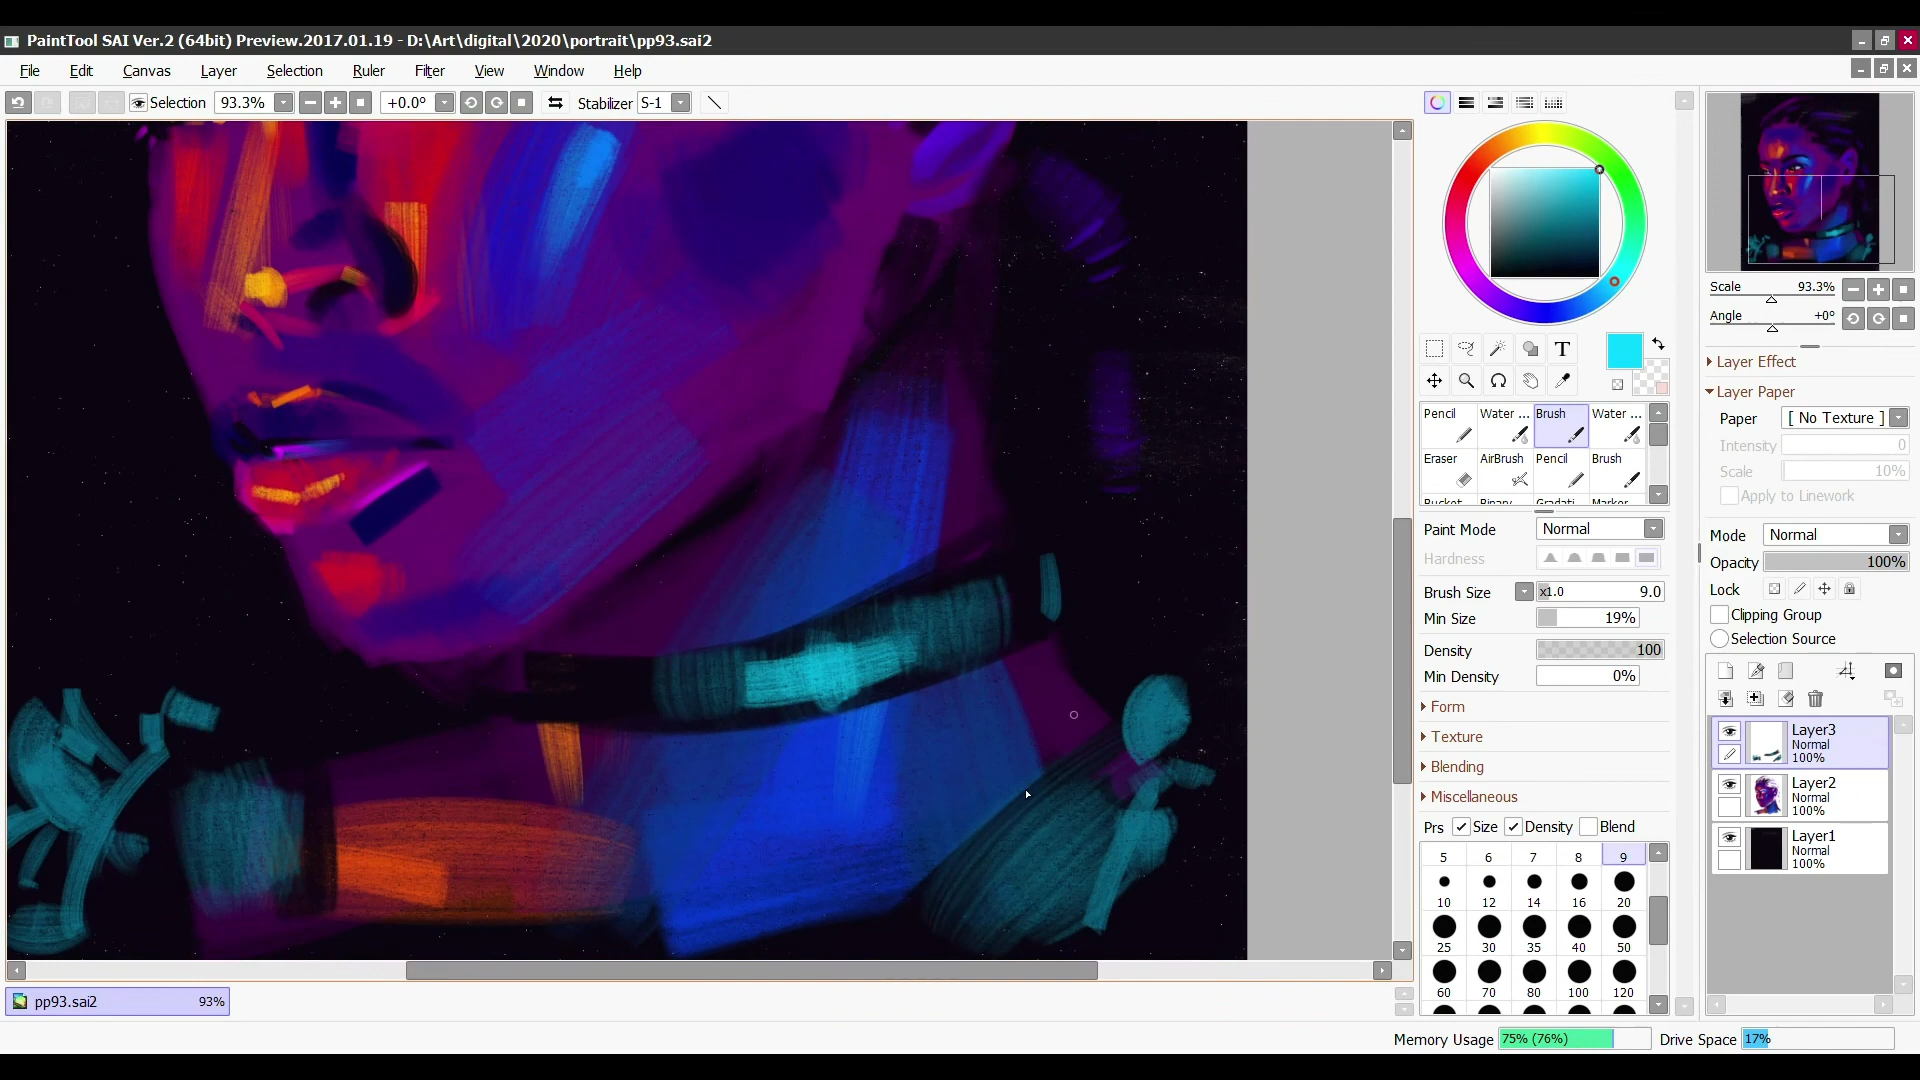 PaintTool SAI Ver.2 (64bit) Preview.2017.01.19 - D:\Art\digital\2020\portrait\pp93.sai2
File Edit Canvas Layer Selection Ruler Filter View Window Help
Selection 93.3% +0.0° Stabilizer S-1
Scale 93.3%
Angle +0°
Layer Effect
Layer Paper
Paper [ No Texture ]
Intensity 0
Scale 10%
Apply to Linework
Mode Normal
Opacity 100%
Lock
Clipping Group
Selection Source
Layer3
Normal
100%
Layer2
Normal
100%
Layer1
Normal
100%
T
Pencil Water ... Brush Water ...
Eraser AirBrush Pencil Brush
Bucket Binary Gradati Marker
Paint Mode Normal
Hardness
Brush Size x1.0 9.0
Min Size 19%
Density 100
Min Density 0%
Form
Texture
Blending
Miscellaneous
Prs Size Density Blend
5 6 7 8 9
10 12 14 16 20
25 30 35 40 50
60 70 80 100 120
pp93.sai2 93%
Memory Usage 75% (76%) Drive Space 17%